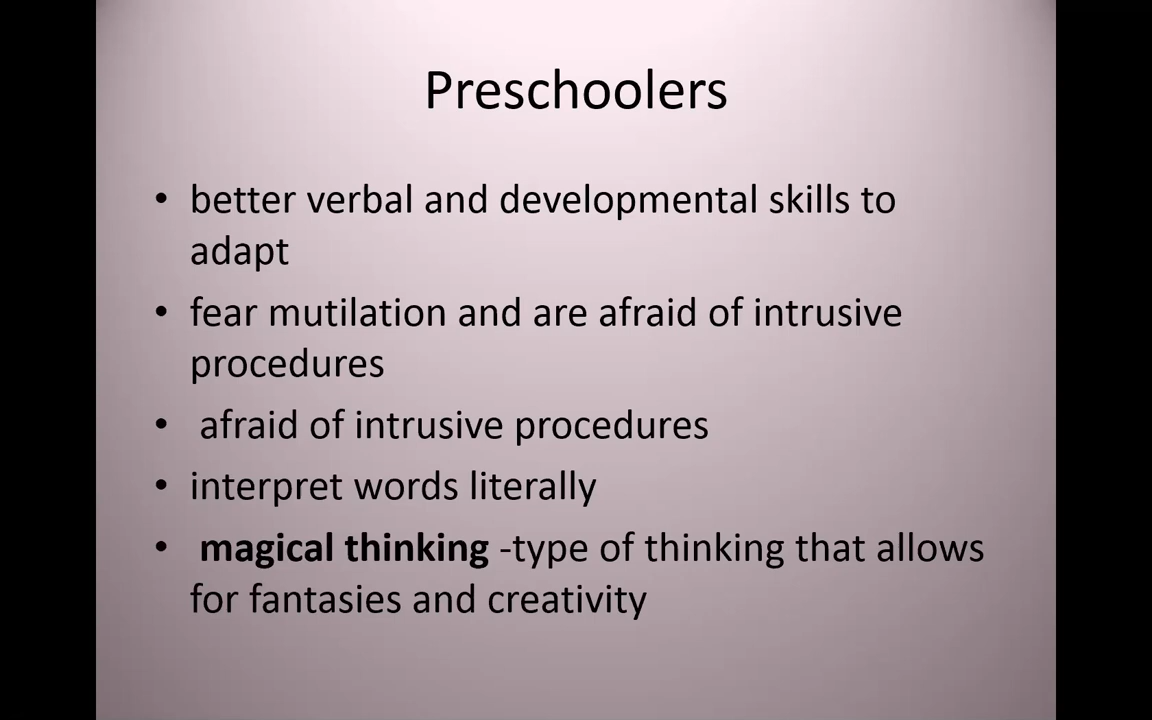 Preschoolers
• better verbal and developmental skills to
adapt
• fear mutilation and are afraid of intrusive
procedures
• afraid of intrusive procedures
• interpret words literally
• magical thinking -type of thinking that allows
for fantasies and creativity